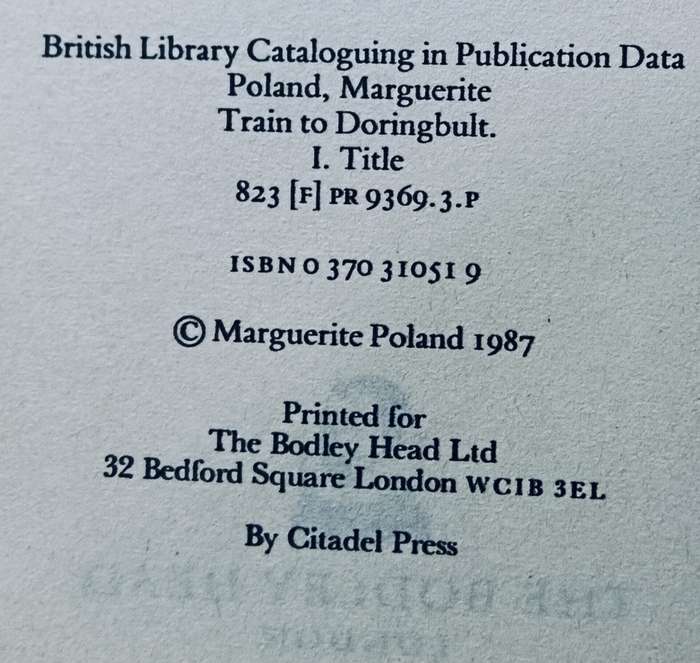 British Library Cataloguing in Publication Data
Poland, Marguerite
Train to Doringbult.
I. Title
823 [F] PR 9369.3.P
ISBN 0 370 31051 9
© Marguerite Poland 1987
Printed for
The Bodley Head Ltd
32 Bedford Square London WC1B 3EL
By Citadel Press